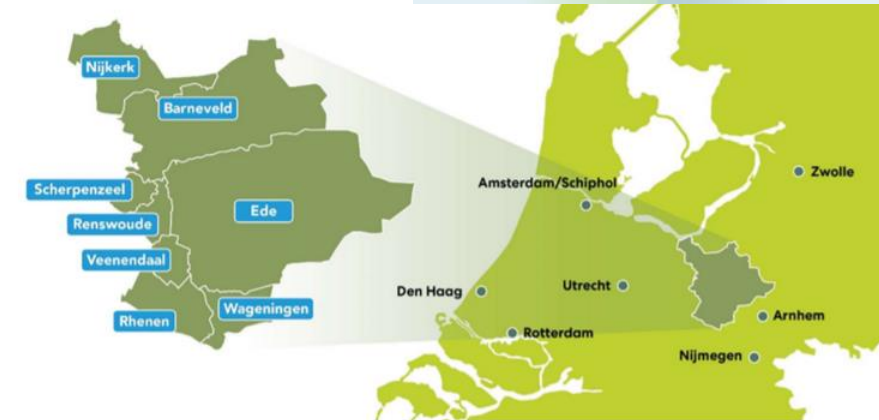 Nijkerk
Barneveld
Scherpenzeel
Ede
Renswoude
Veenendaal
Wageningen
Rhenen
Zwolle
Amsterdam/Schiphol
Utrecht
Den Haag
Arnhem
Rotterdam
Nijmegen